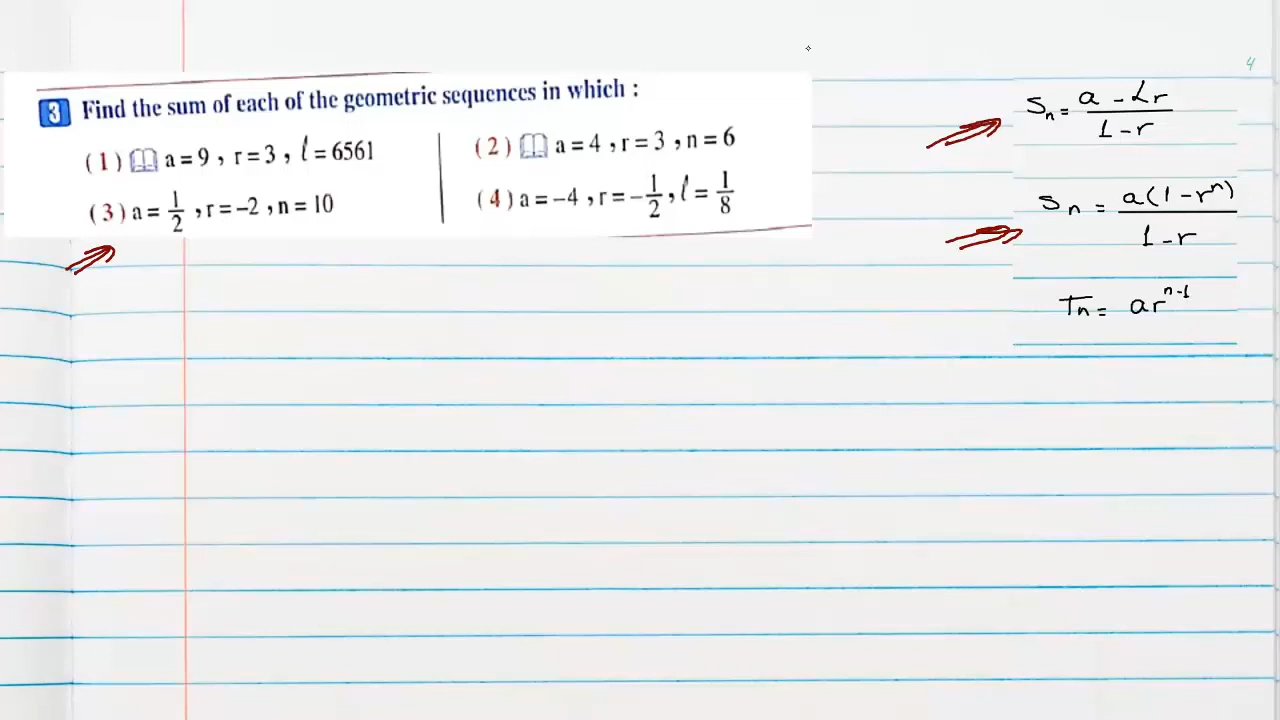 4
3 Find the sum of each of the geometric sequences in which :
(1) a = 9 , r = 3 , l = 6561
(2) a = 4 , r = 3 , n = 6
(3) a = 1/2 , r = -2 , n = 10
(4) a = -4 , r = -1/2 , l = 1/8
Sn = a - Lr / 1 - r
Sn = a(1 - r^n) / 1 - r
Tn = ar^n-1